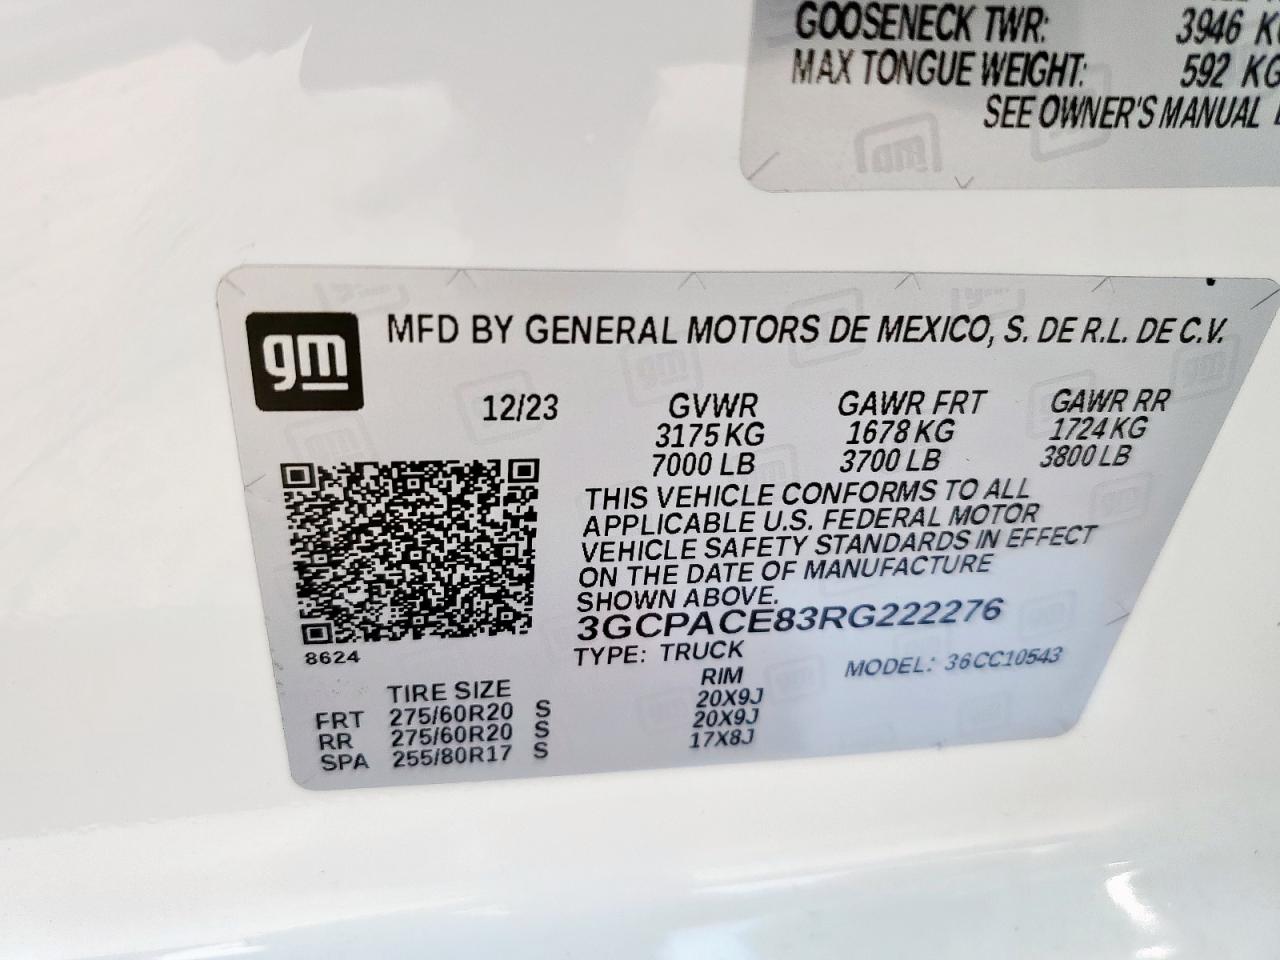 GOOSENECK TWR: 3946 KG
MAX TONGUE WEIGHT: 592 KG
SEE OWNER'S MANUAL
gm
MFD BY GENERAL MOTORS DE MEXICO, S. DE R.L. DE C.V.
12/23 GVWR GAWR FRT GAWR RR
3175 KG 1678 KG 1724 KG
7000 LB 3700 LB 3800 LB
THIS VEHICLE CONFORMS TO ALL
APPLICABLE U.S. FEDERAL MOTOR
VEHICLE SAFETY STANDARDS IN EFFECT
ON THE DATE OF MANUFACTURE
SHOWN ABOVE.
3GCPACE83RG222276
8624
TYPE: TRUCK MODEL: 36CC10543
TIRE SIZE RIM
FRT 275/60R20 S 20X9J
RR 275/60R20 S 20X9J
SPA 255/80R17 S 17X8J